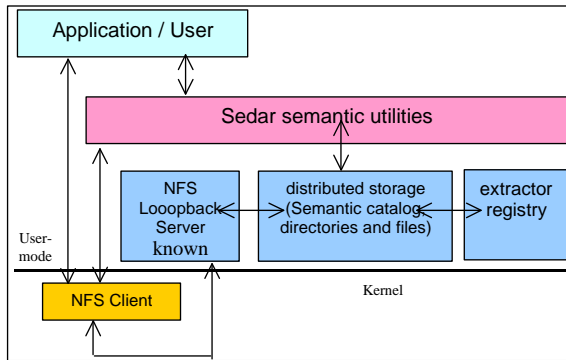 Application / User
Sedar semantic utilities
NFS
Looopback
Server
known
distributed storage
(Semantic catalog,
directories and files)
extractor
registry
User-
mode
NFS Client
Kernel